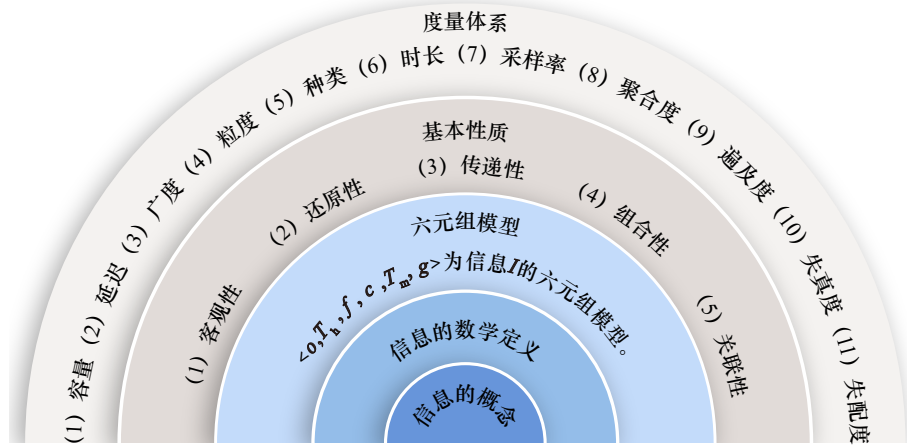 度量体系
(1) 容量 (2) 延迟 (3) 广度 (4) 粒度 (5) 种类 (6) 时长 (7) 采样率 (8) 聚合度 (9) 遍及度 (10) 失真度 (11) 失配度
基本性质
(1) 客观性 (2) 还原性 (3) 传递性 (4) 组合性 (5) 关联性
六元组模型
<o,Tₕ,f,c,Tₘ,g>为信息I的六元组模型。
信息的数学定义
信息的概念